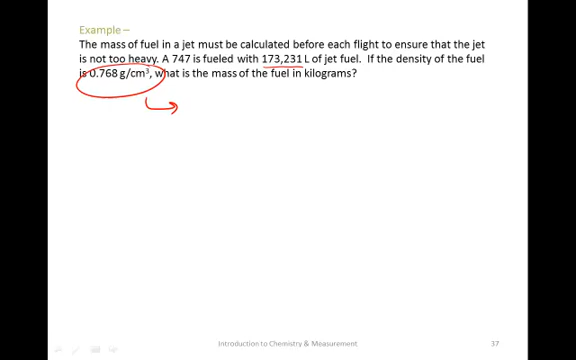 Example –
The mass of fuel in a jet must be calculated before each flight to ensure that the jet
is not too heavy. A 747 is fueled with 173,231 L of jet fuel. If the density of the fuel
is 0.768 g/cm³, what is the mass of the fuel in kilograms?
Introduction to Chemistry & Measurement
37